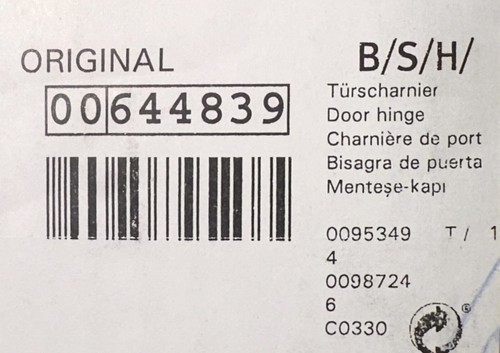 ORIGINAL
B/S/H/
00644839
Türscharnier
Door hinge
Charnière de port
Bisagra de puerta
Menteşe-kapı
0095349 T/ 1
4
0098724
6
C0330
®